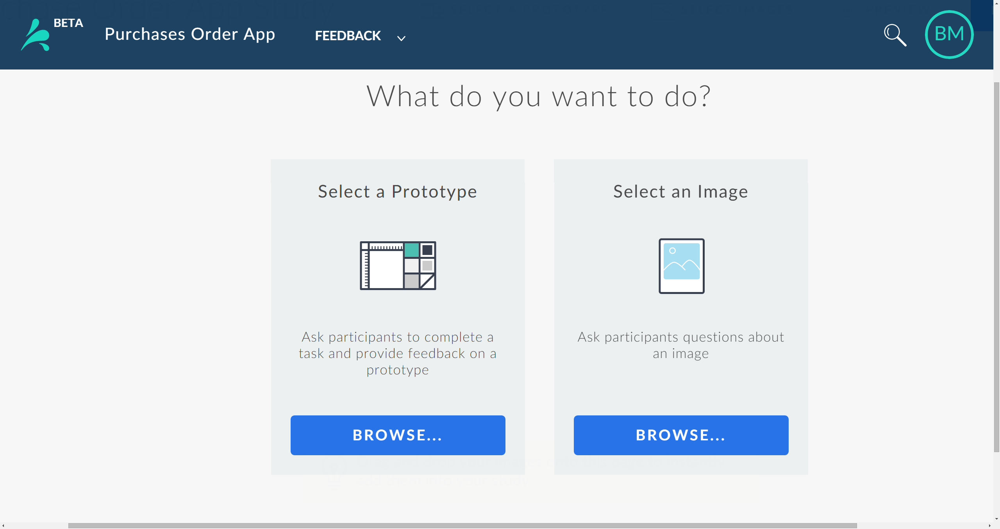 BETA
Purchases Order App
FEEDBACK
BM
What do you want to do?
Select a Prototype
Ask participants to complete a
task and provide feedback on a
prototype
BROWSE...
Select an Image
Ask participants questions about
an image
BROWSE...